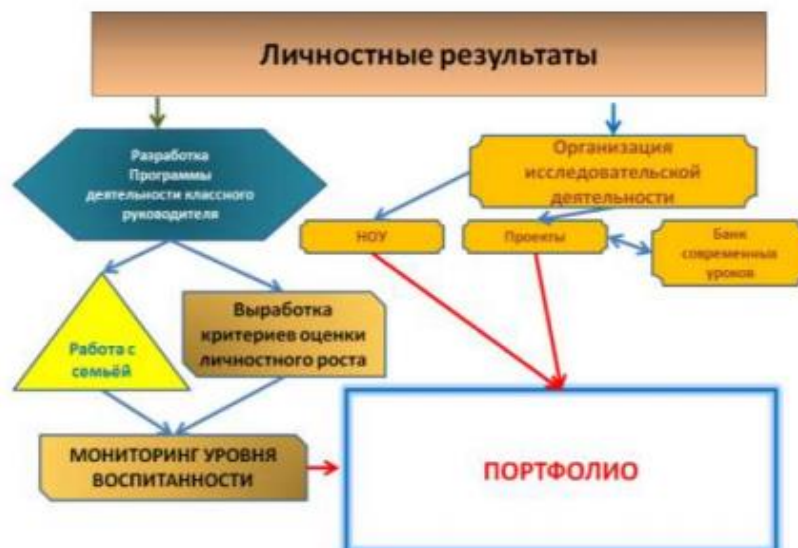 Личностные результаты
Разработка
Программы
деятельности классного
руководителя
Организация
исследовательской
деятельности
НОУ
Проекты
Банк
современных
уроков
Работа с
семьёй
Выработка
критериев оценки
личностного роста
МОНИТОРИНГ УРОВНЯ
ВОСПИТАННОСТИ
ПОРТФОЛИО